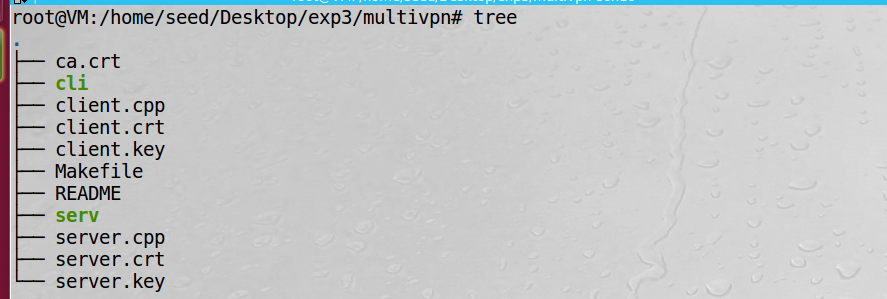 root@VM:/home/seed/Desktop/exp3/multivpn# tree
.
├── ca.crt
├── cli
├── client.cpp
├── client.crt
├── client.key
├── Makefile
├── README
├── serv
├── server.cpp
├── server.crt
└── server.key